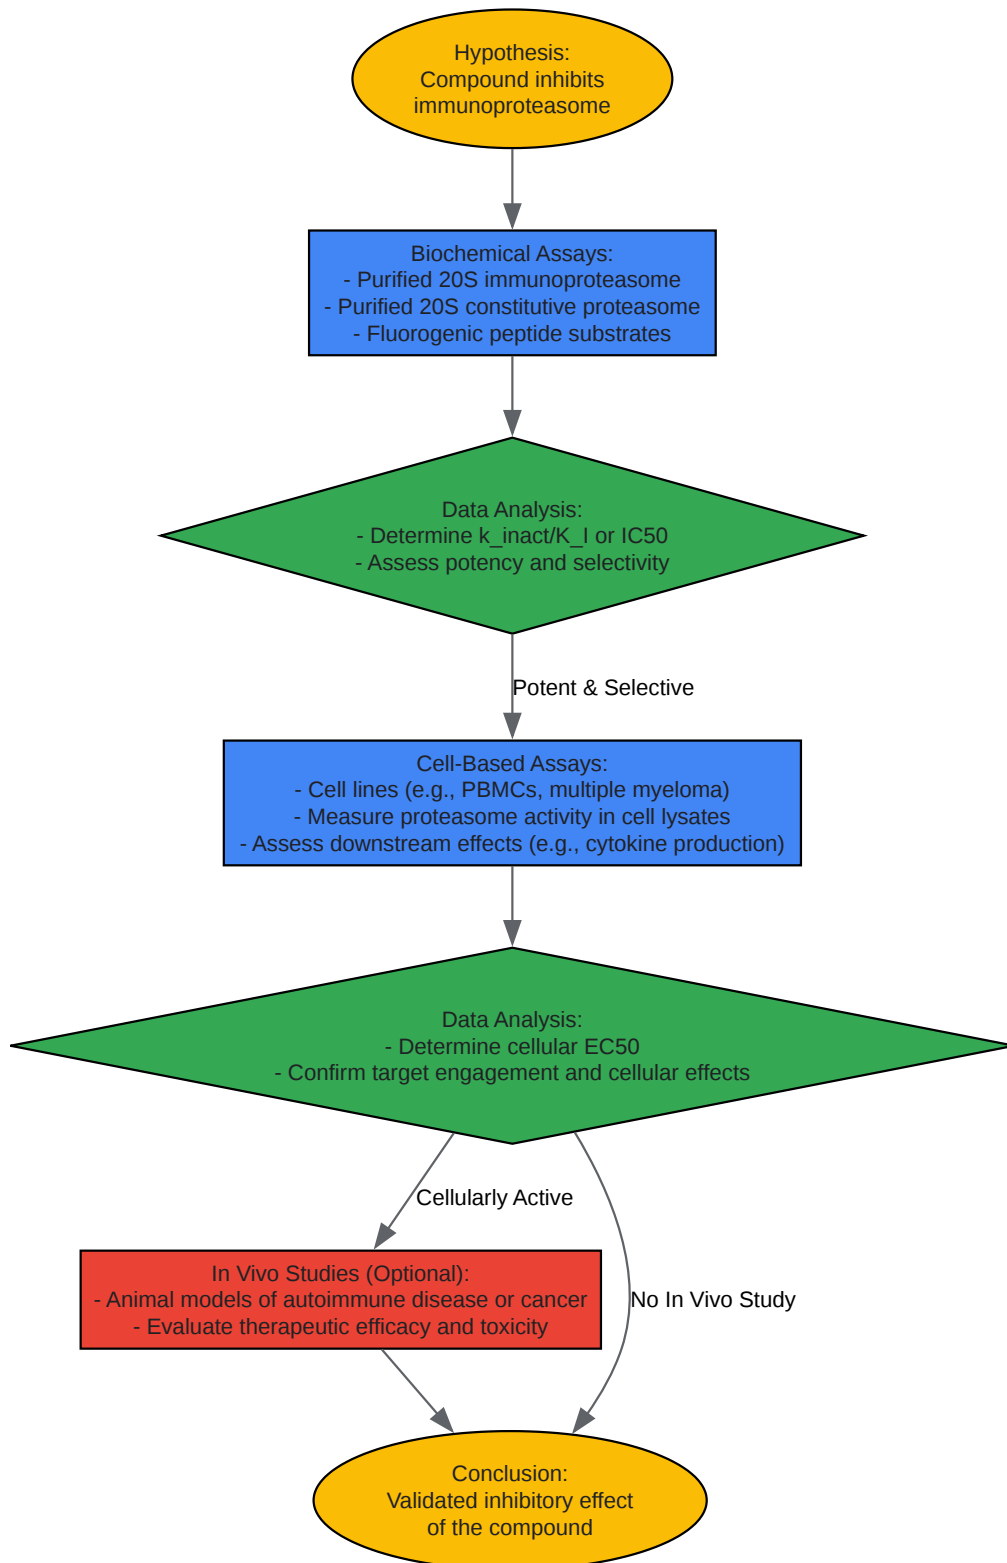 Hypothesis:
Compound inhibits
immunoproteasome
Biochemical Assays:
- Purified 20S immunoproteasome
- Purified 20S constitutive proteasome
- Fluorogenic peptide substrates
Data Analysis:
- Determine k_inact/K_I or IC50
- Assess potency and selectivity
Potent & Selective
Cell-Based Assays:
- Cell lines (e.g., PBMCs, multiple myeloma)
- Measure proteasome activity in cell lysates
- Assess downstream effects (e.g., cytokine production)
Data Analysis:
- Determine cellular EC50
- Confirm target engagement and cellular effects
Cellularly Active
In Vivo Studies (Optional):
- Animal models of autoimmune disease or cancer
- Evaluate therapeutic efficacy and toxicity
No In Vivo Study
Conclusion:
Validated inhibitory effect
of the compound